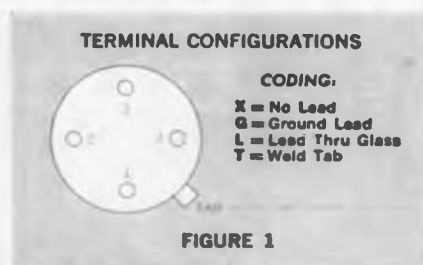 TERMINAL CONFIGURATIONS
CODING:
X = No Lead
G = Ground Lead
L = Lead Thru Glass
T = Weld Tab
FIGURE 1